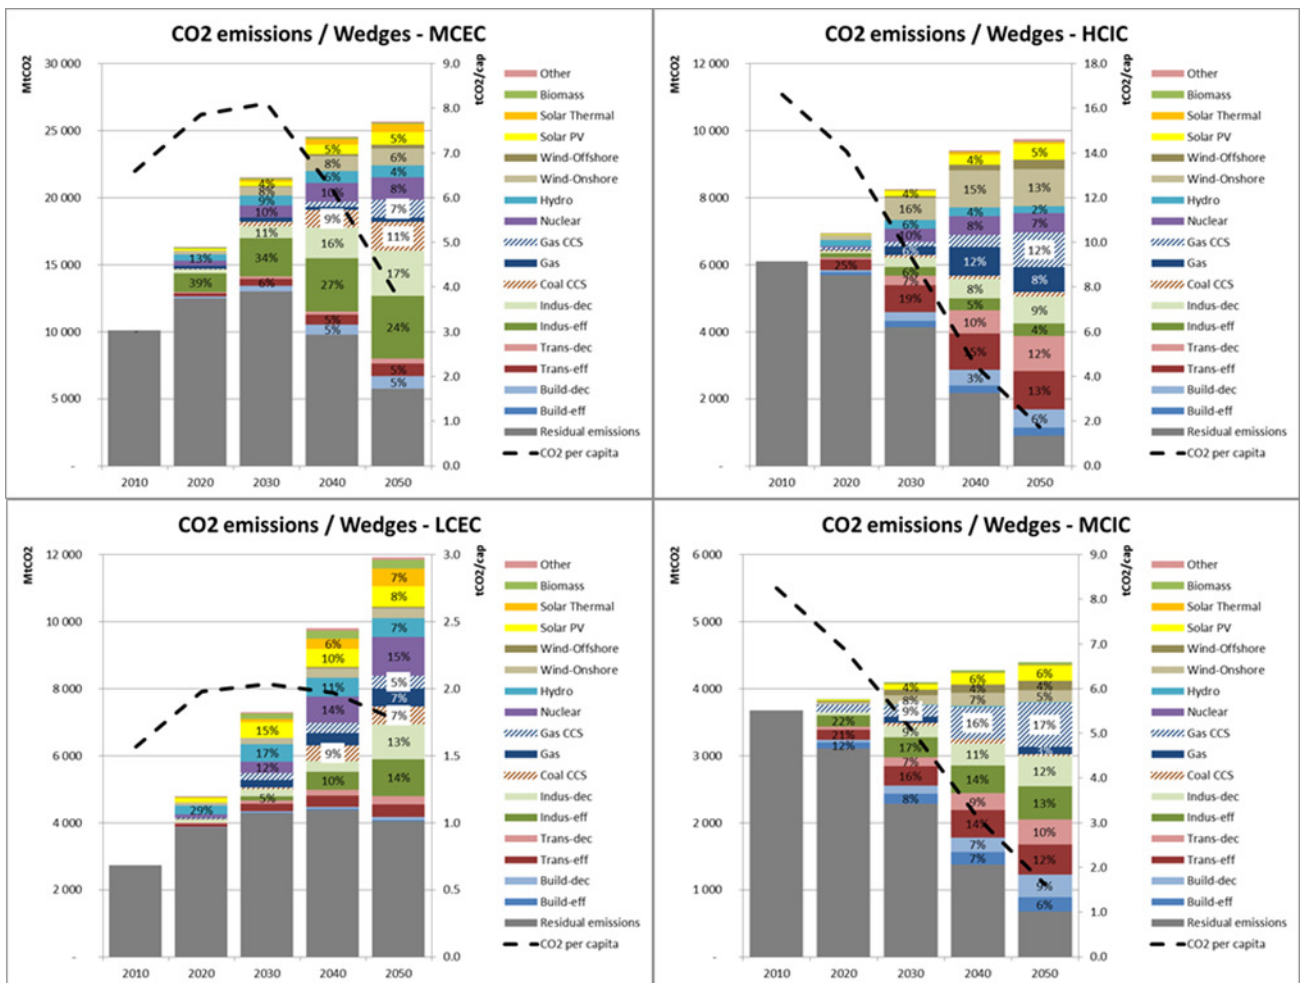 CO2 emissions / Wedges - MCEC
MtCO2
tCO2/cap
30 000
25 000
20 000
15 000
10 000
5 000
-
9.0
8.0
7.0
6.0
5.0
4.0
3.0
2.0
1.0
0.0
2010
2020
2030
2040
2050
13%
39%
4%
8%
9%
10%
11%
34%
6%
5%
8%
6%
10%
9%
16%
27%
5%
5%
5%
6%
4%
8%
7%
11%
17%
24%
5%
5%
Other
Biomass
Solar Thermal
Solar PV
Wind-Offshore
Wind-Onshore
Hydro
Nuclear
Gas CCS
Gas
Coal CCS
Indus-dec
Indus-eff
Trans-dec
Trans-eff
Build-dec
Build-eff
Residual emissions
CO2 per capita
CO2 emissions / Wedges - HCIC
MtCO2
tCO2/cap
12 000
10 000
8 000
6 000
4 000
2 000
-
18.0
16.0
14.0
12.0
10.0
8.0
6.0
4.0
2.0
0.0
2010
2020
2030
2040
2050
25%
4%
16%
6%
10%
6%
7%
19%
4%
15%
4%
8%
12%
8%
5%
10%
3%
5%
13%
2%
7%
12%
8%
9%
4%
12%
13%
6%
Other
Biomass
Solar Thermal
Solar PV
Wind-Offshore
Wind-Onshore
Hydro
Nuclear
Gas CCS
Gas
Coal CCS
Indus-dec
Indus-eff
Trans-dec
Trans-eff
Build-dec
Build-eff
Residual emissions
CO2 per capita
CO2 emissions / Wedges - LCEC
MtCO2
tCO2/cap
12 000
10 000
8 000
6 000
4 000
2 000
-
3.0
2.5
2.0
1.5
1.0
0.5
0.0
2010
2020
2030
2040
2050
29%
15%
17%
12%
5%
6%
10%
11%
14%
9%
10%
7%
8%
7%
15%
5%
7%
7%
13%
14%
Other
Biomass
Solar Thermal
Solar PV
Wind-Offshore
Wind-Onshore
Hydro
Nuclear
Gas CCS
Gas
Coal CCS
Indus-dec
Indus-eff
Trans-dec
Trans-eff
Build-dec
Build-eff
Residual emissions
CO2 per capita
CO2 emissions / Wedges - MCIC
MtCO2
tCO2/cap
6 000
5 000
4 000
3 000
2 000
1 000
-
9.0
8.0
7.0
6.0
5.0
4.0
3.0
2.0
1.0
0.0
2010
2020
2030
2040
2050
22%
21%
12%
4%
8%
9%
9%
17%
7%
16%
8%
6%
4%
7%
16%
11%
14%
9%
14%
7%
7%
6%
4%
5%
17%
12%
13%
10%
12%
9%
6%
Other
Biomass
Solar Thermal
Solar PV
Wind-Offshore
Wind-Onshore
Hydro
Nuclear
Gas CCS
Gas
Coal CCS
Indus-dec
Indus-eff
Trans-dec
Trans-eff
Build-dec
Build-eff
Residual emissions
CO2 per capita